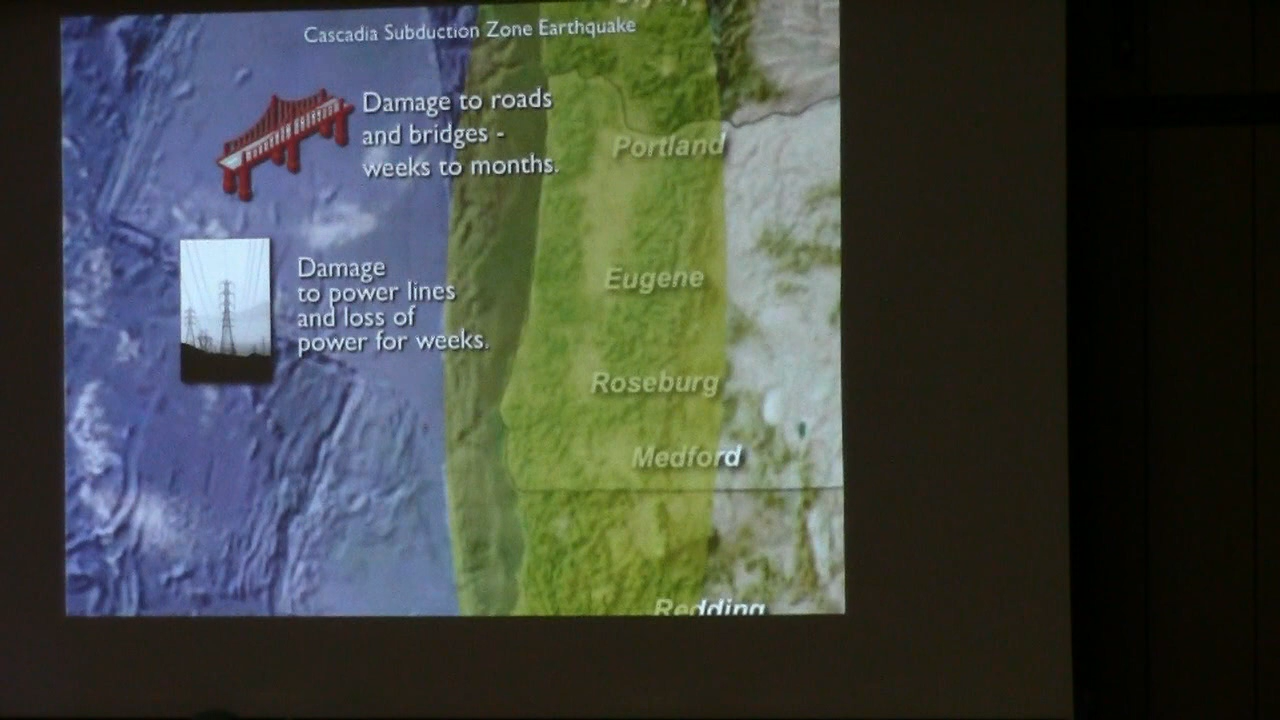 Cascadia Subduction Zone Earthquake
Damage to roads
and bridges -
weeks to months.
Damage
to power lines
and loss of
power for weeks.
Portland
Eugene
Roseburg
Medford
Redding